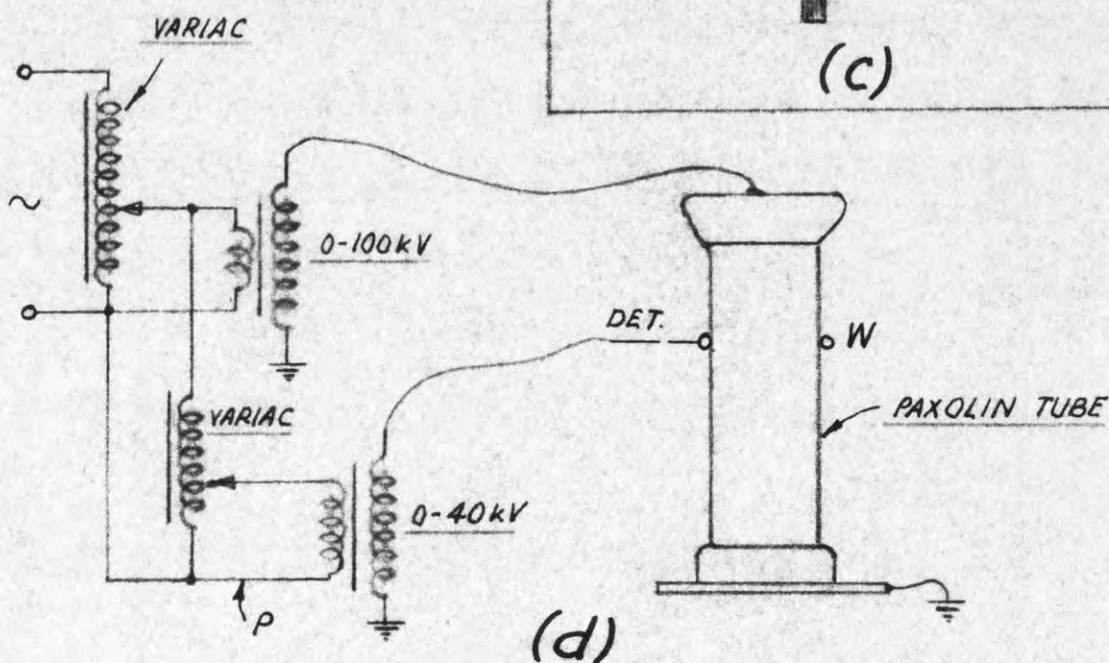 VARIAC
(c)
~
0-100kV
DET.
W
VARIAC
PAXOLIN TUBE
0-40kV
P
(d)